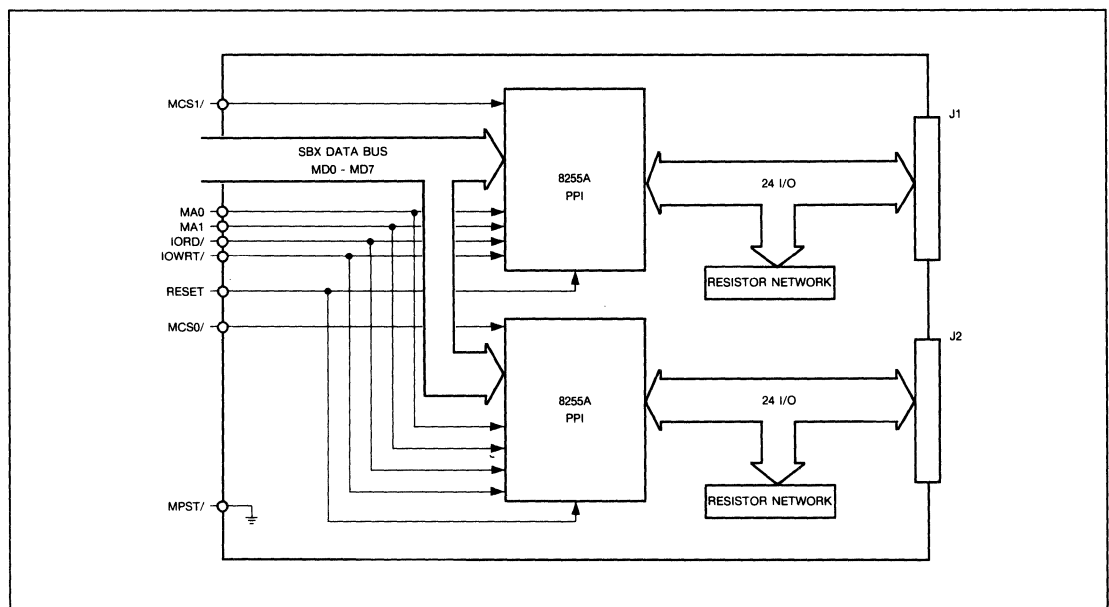 MCS1/
J1
SBX DATA BUS
MD0 - MD7
8255A
PPI
24 I/O
MA0
MA1
IORD/
IOWRT/
RESET
RESISTOR NETWORK
MCS0/
J2
8255A
PPI
24 I/O
MPST/
RESISTOR NETWORK